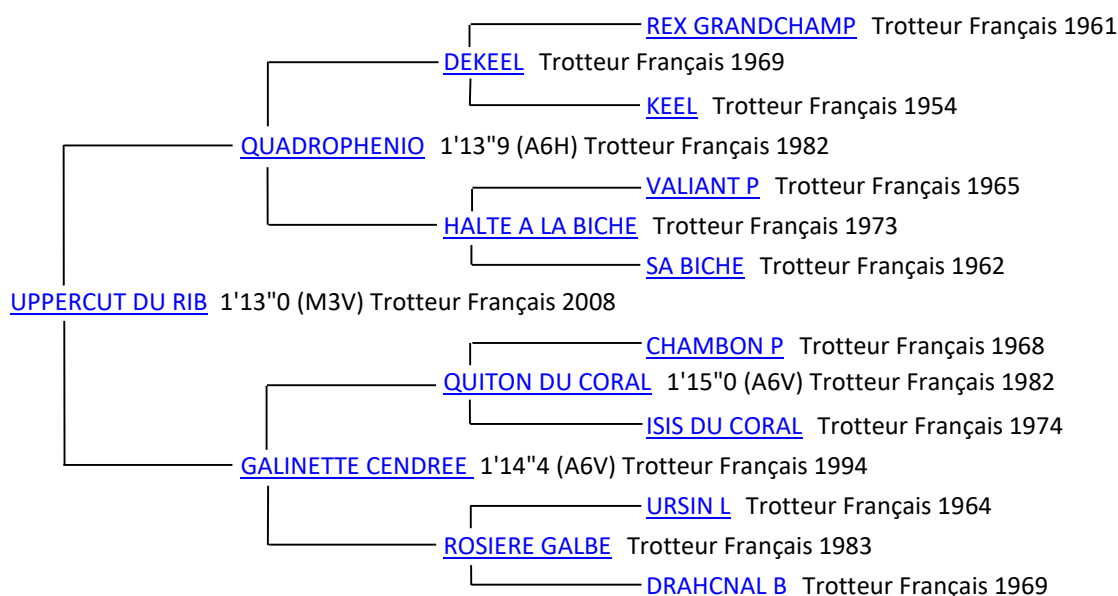 REX GRANDCHAMP Trotteur Français 1961
DEKEEL Trotteur Français 1969
KEEL Trotteur Français 1954
QUADROPHENIO 1'13"9 (A6H) Trotteur Français 1982
VALIANT P Trotteur Français 1965
HALTE A LA BICHE Trotteur Français 1973
SA BICHE Trotteur Français 1962
UPPERCUT DU RIB 1'13"0 (M3V) Trotteur Français 2008
CHAMBON P Trotteur Français 1968
QUITON DU CORAL 1'15"0 (A6V) Trotteur Français 1982
ISIS DU CORAL Trotteur Français 1974
GALINETTE CENDREE 1'14"4 (A6V) Trotteur Français 1994
URSIN L Trotteur Français 1964
ROSIERE GALBE Trotteur Français 1983
DRAHCNAL B Trotteur Français 1969